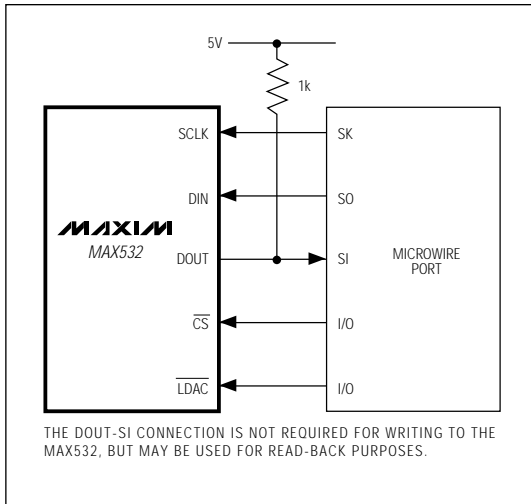 5V
1k
SCLK
SK
DIN
SO
MAXIM
MAX532
DOUT
SI
MICROWIRE
PORT
CS
I/O
LDAC
I/O
THE DOUT-SI CONNECTION IS NOT REQUIRED FOR WRITING TO THE
MAX532, BUT MAY BE USED FOR READ-BACK PURPOSES.